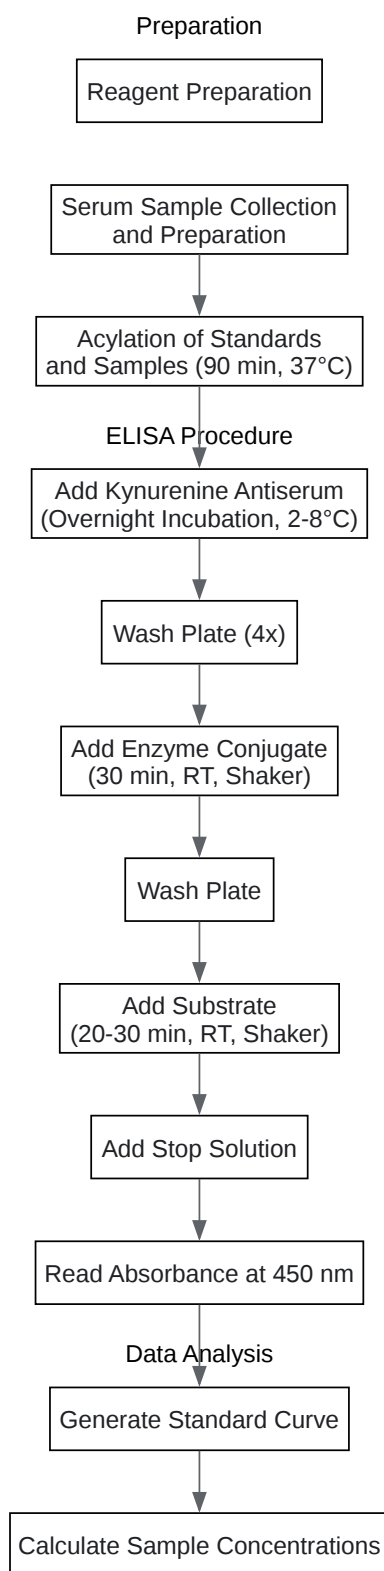 Preparation
Reagent Preparation
Serum Sample Collection
and Preparation
Acylation of Standards
and Samples (90 min, 37°C)
ELISA Procedure
Add Kynurenine Antiserum
(Overnight Incubation, 2-8°C)
Wash Plate (4x)
Add Enzyme Conjugate
(30 min, RT, Shaker)
Wash Plate
Add Substrate
(20-30 min, RT, Shaker)
Add Stop Solution
Read Absorbance at 450 nm
Data Analysis
Generate Standard Curve
Calculate Sample Concentrations